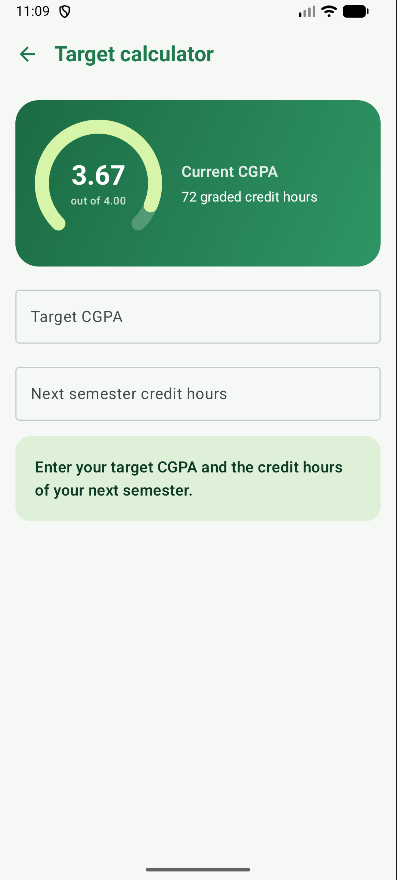 11:09
Target calculator
3.67
out of 4.00
Current CGPA
72 graded credit hours
Target CGPA
Next semester credit hours
Enter your target CGPA and the credit hours
of your next semester.